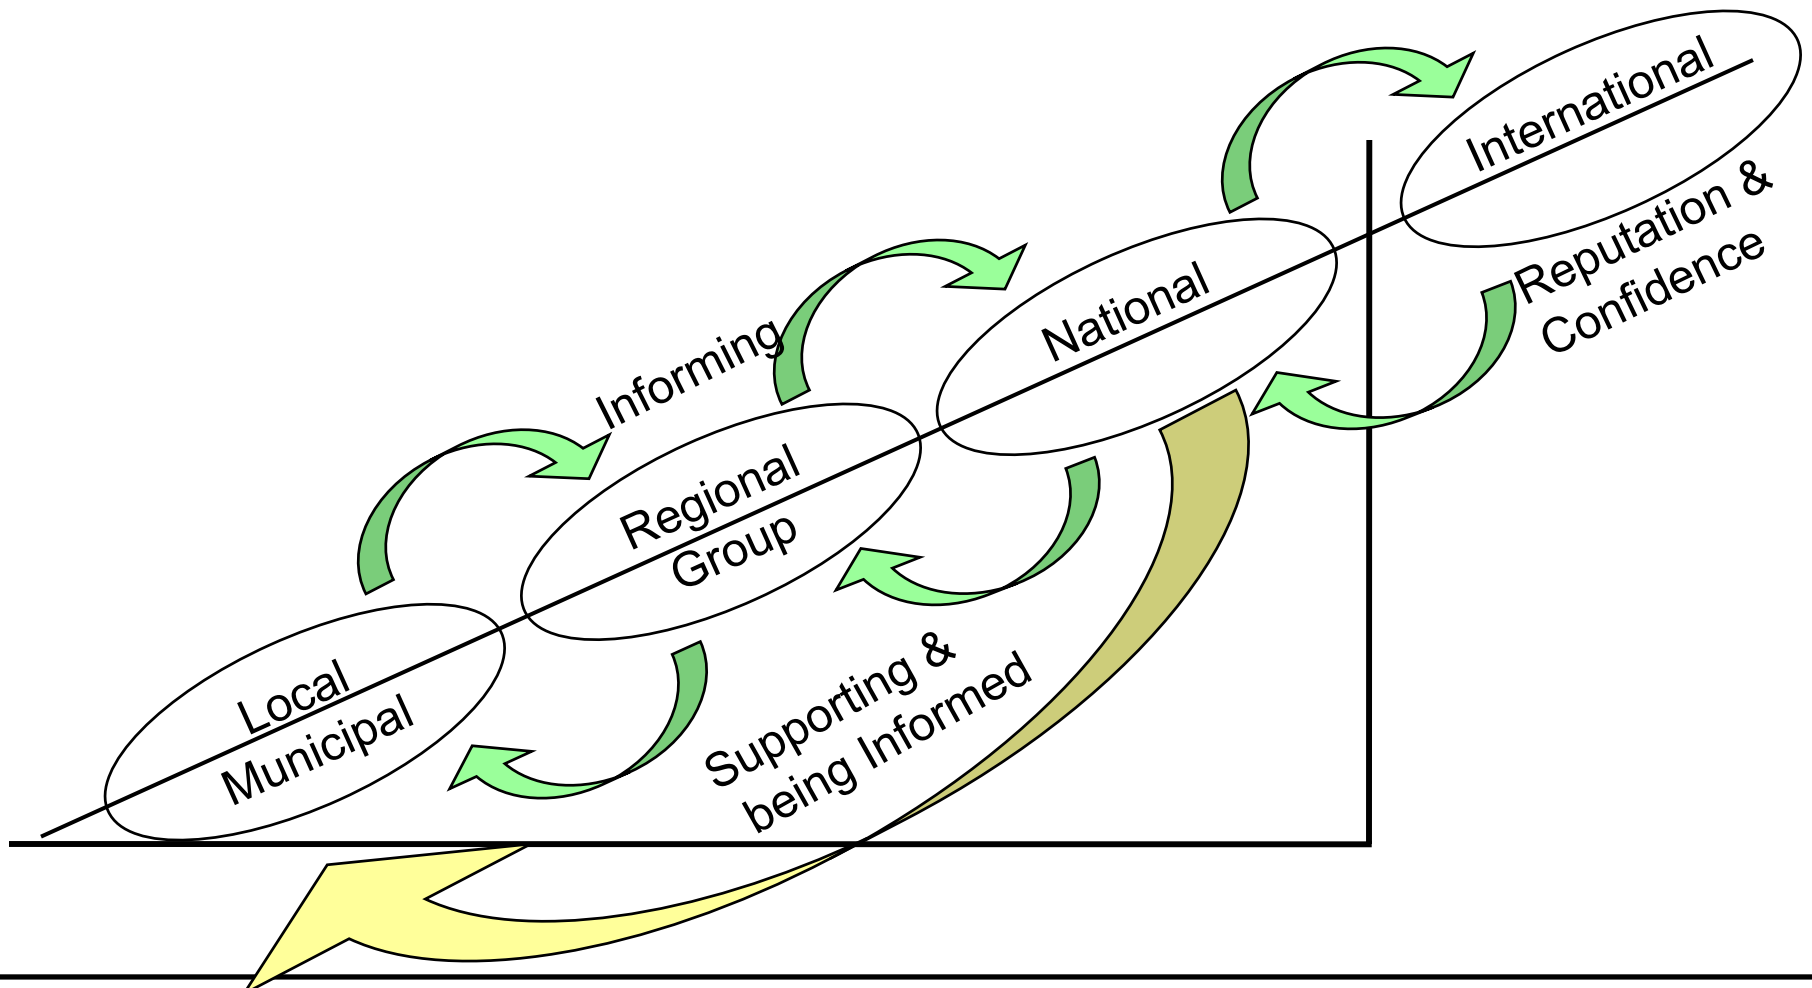 International
Reputation &
Confidence
National
Informing
Regional
Group
Supporting &
being Informed
Local
Municipal